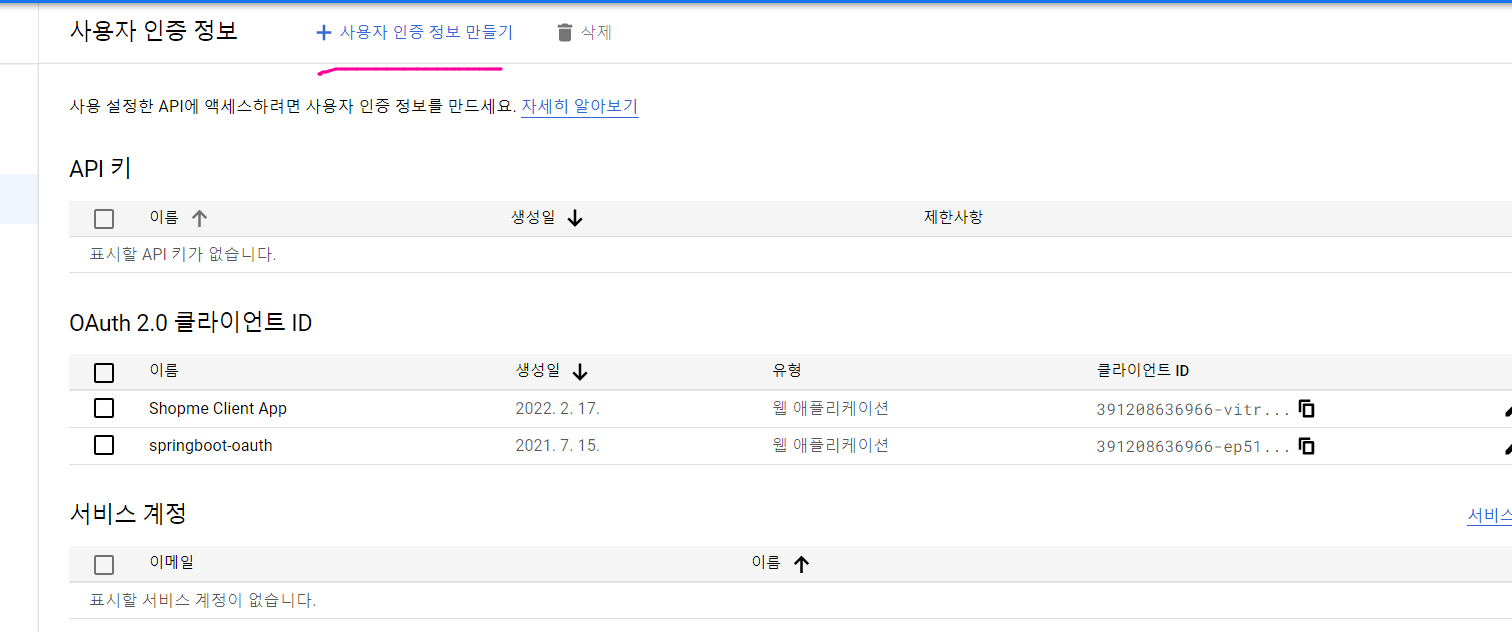 사용자 인증 정보 + 사용자 인증 정보 만들기 삭제
사용 설정한 API에 액세스하려면 사용자 인증 정보를 만드세요. 자세히 알아보기
API 키
이름 생성일 제한사항
표시할 API 키가 없습니다.
OAuth 2.0 클라이언트 ID
이름 생성일 유형 클라이언트 ID
Shopme Client App 2022. 2. 17. 웹 애플리케이션 391208636966-vitr...
springboot-oauth 2021. 7. 15. 웹 애플리케이션 391208636966-ep51...
서비스 계정 서비스
이메일 이름
표시할 서비스 계정이 없습니다.